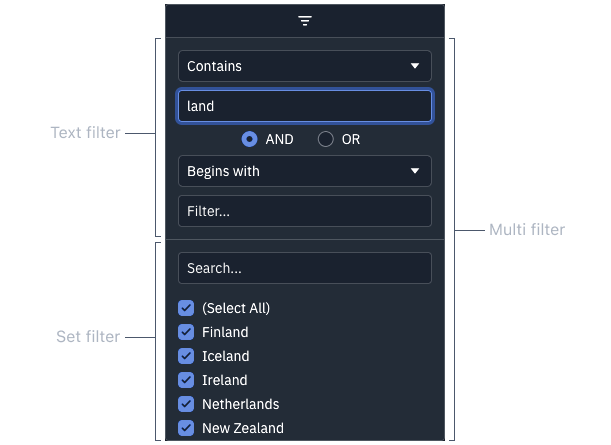 Contains
land
Text filter
AND OR
Begins with
Filter...
Multi filter
Search...
(Select All)
Finland
Set filter
Iceland
Ireland
Netherlands
New Zealand